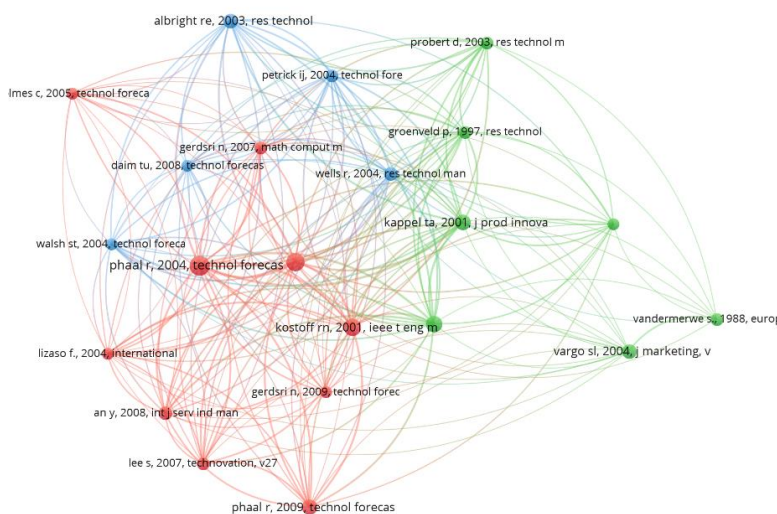 albright re, 2003, res technol
probert d, 2003, res technol m
petrick ij, 2004, technol fore
olmes c, 2005, technol foreca
groenveld p, 1997, res technol
gerdsri n, 2007, math comput m
daim tu, 2008, technol forecas
wells r, 2004, res technol man
kappel ta, 2001, j prod innova
walsh st, 2004, technol foreca
phaal r, 2004, technol forecas
vandermerwe s., 1988, europ
kostoff rn, 2001, ieee t eng m
vargo sl, 2004, j marketing, v
lizaso f., 2004, international
gerdsri n, 2009, technol forec
an y, 2008, int j serv ind man
lee s, 2007, technovation, v27
phaal r, 2009, technol forecas